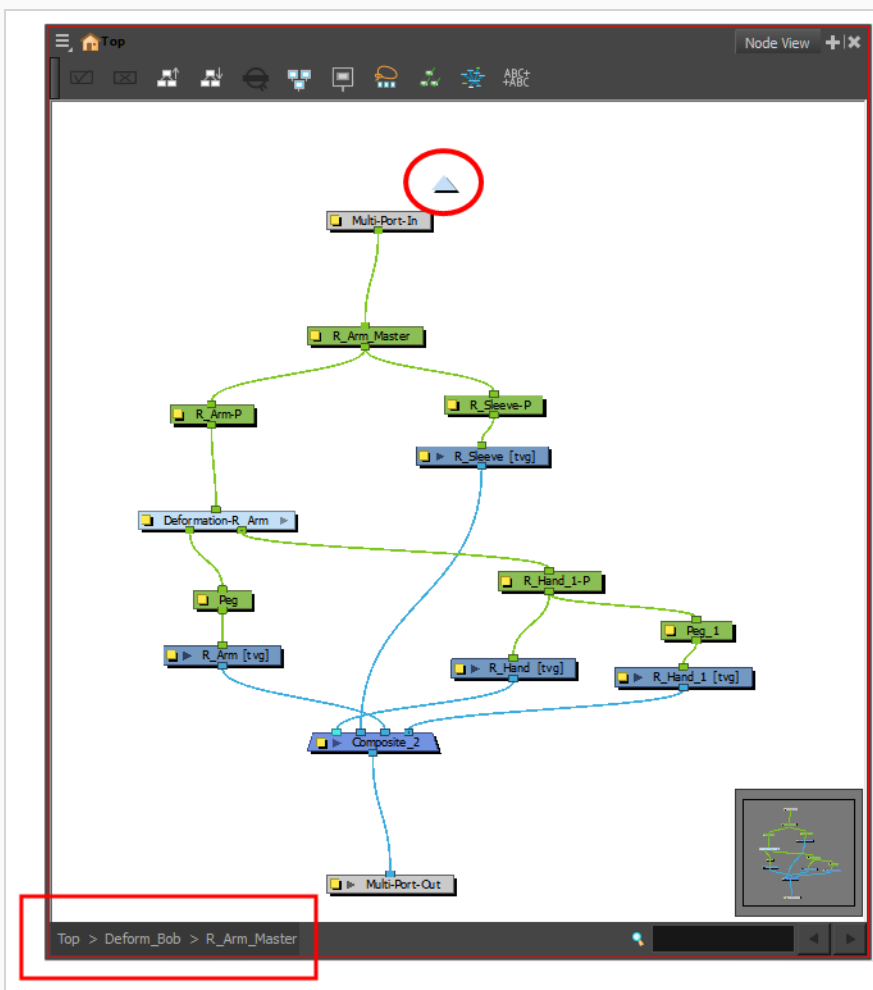 Top
Node View
ABC+
+ABC
Multi-Port-In
R_Arm_Master
R_Arm-P
R_Sleeve-P
R_Sleeve [tvg]
Deformation-R_Arm
R_Hand_1-P
Peg
Peg_1
R_Arm [tvg]
R_Hand [tvg]
R_Hand_1 [tvg]
Composite_2
Multi-Port-Out
Top > Deform_Bob > R_Arm_Master